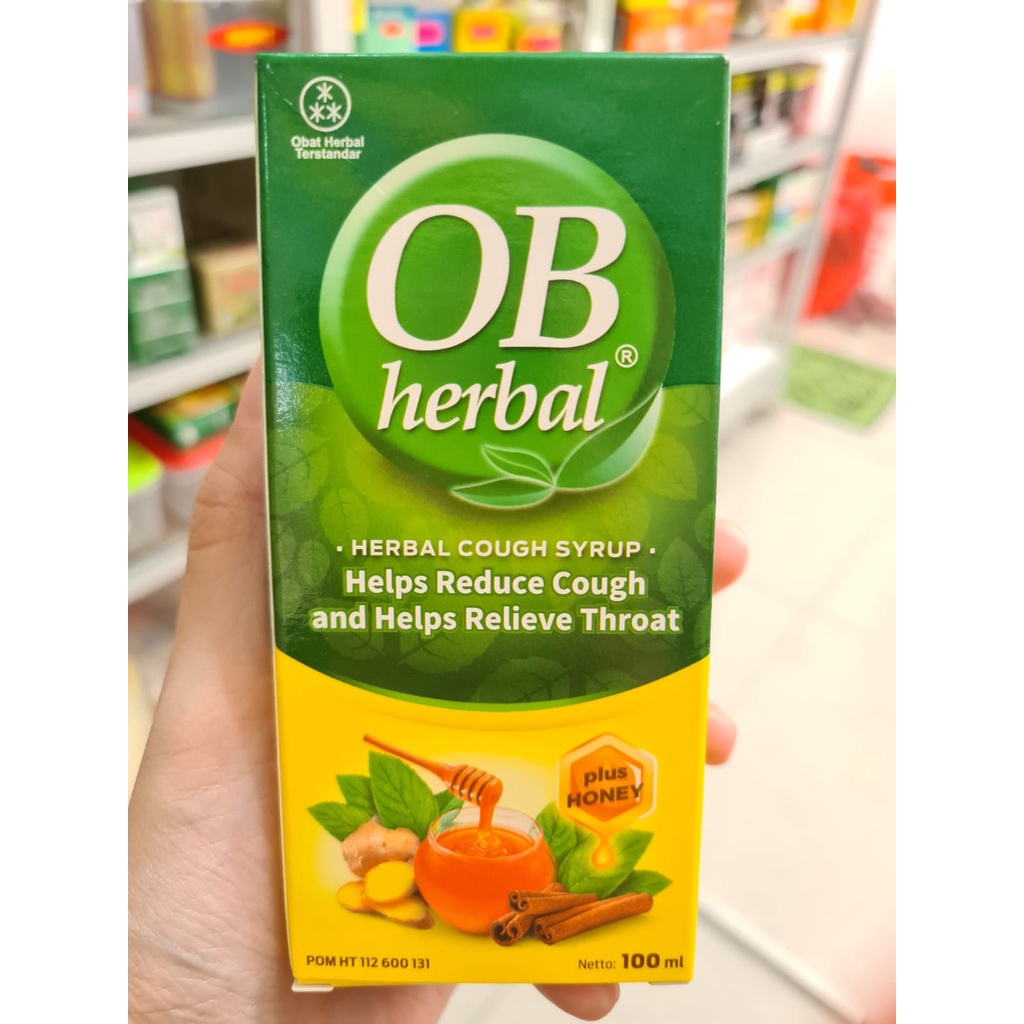 Obat Herbal
Terstandar
OB
herbal®
· HERBAL COUGH SYRUP ·
Helps Reduce Cough
and Helps Relieve Throat
plus
HONEY
POM HT 112 600 131
Netto: 100 ml